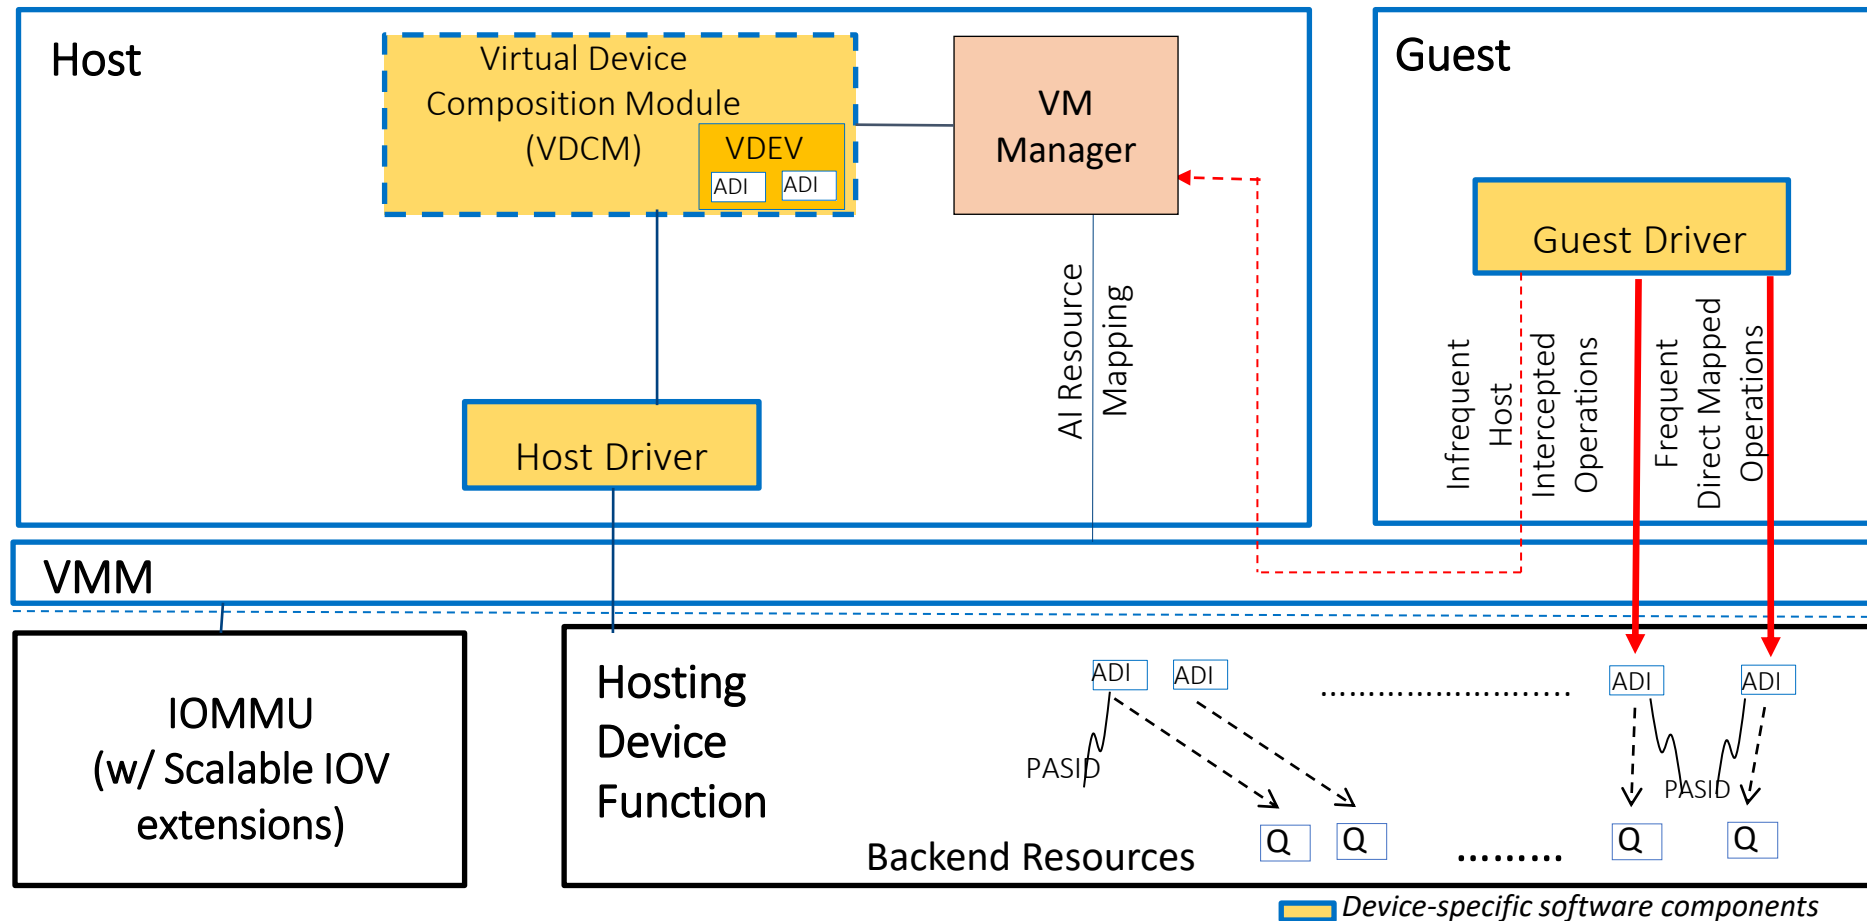 Host
Virtual Device
Composition Module
(VDCM)
VDEV
ADI
ADI
VM
Manager
Guest
Guest Driver
AI Resource
Mapping
Infrequent
Host
Intercepted
Operations
Frequent
Direct Mapped
Operations
Host Driver
VMM
IOMMU
(w/ Scalable IOV
extensions)
Hosting
Device
Function
ADI
ADI
........................
ADI
ADI
PASID
PASID
Backend Resources
Q
Q
.........
Q
Q
Device-specific software components